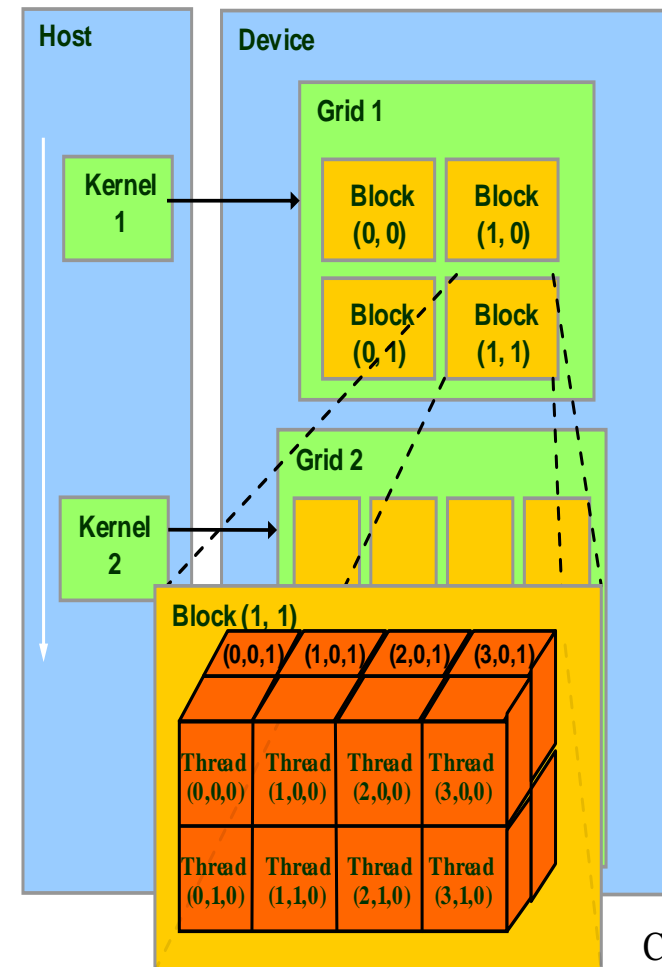 Host
Device
Grid 1
Kernel
1
Block
(0, 0)
Block
(1, 0)
Block
(0, 1)
Block
(1, 1)
Grid 2
Kernel
2
Block (1, 1)
(0,0,1) (1,0,1) (2,0,1) (3,0,1)
Thread
(0,0,0)
Thread
(1,0,0)
Thread
(2,0,0)
Thread
(3,0,0)
Thread
(0,1,0)
Thread
(1,1,0)
Thread
(2,1,0)
Thread
(3,1,0)
C